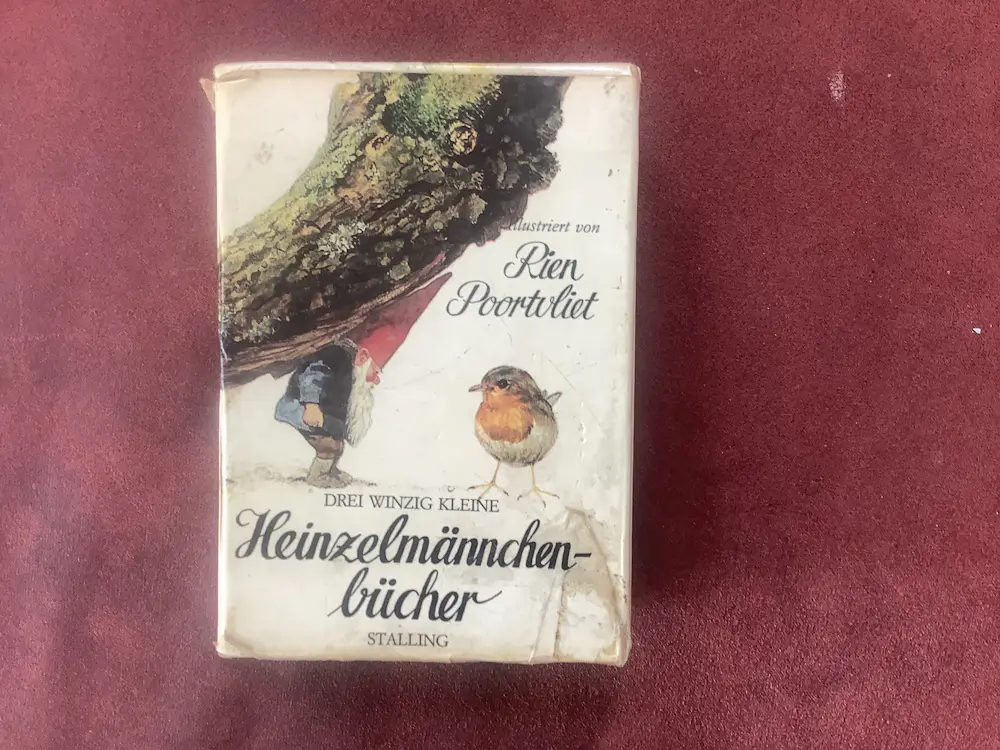 illustriert von
Rien
Poortvliet
DREI WINZIG KLEINE
Heinzelmännchen-
bücher
STALLING